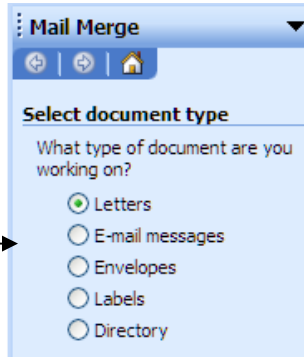 Mail Merge
Select document type
What type of document are you
working on?
Letters
E-mail messages
Envelopes
Labels
Directory